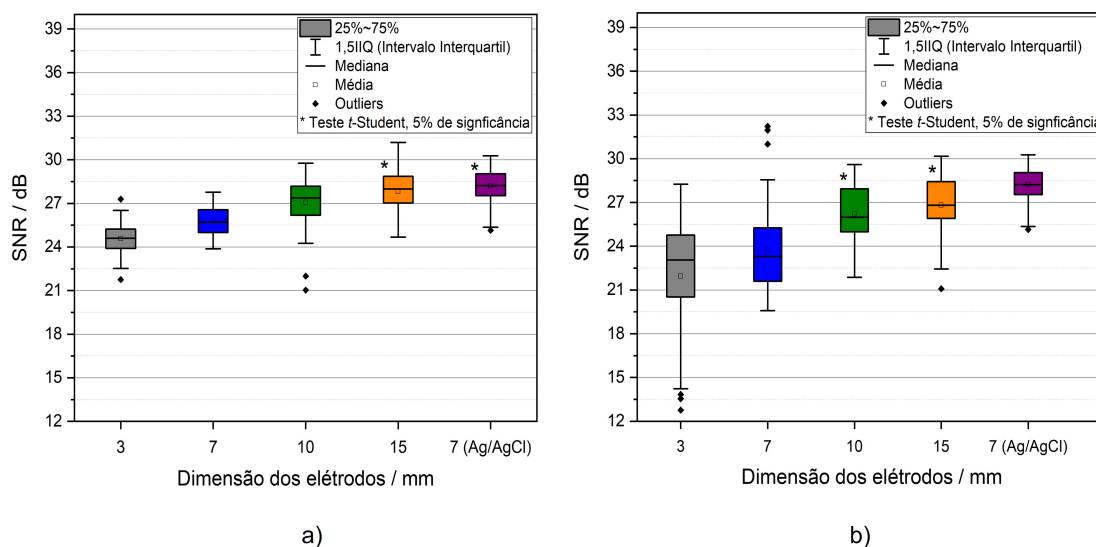 39
36
33
30
27
24
21
18
15
12
SNR / dB
25%~75%
1,5IIQ (Intervalo Interquartil)
Mediana
Média
Outliers
* Teste t-Student, 5% de signficância
*
*
3
7
10
15
7 (Ag/AgCl)
Dimensão dos elétrodos / mm
a)
39
36
33
30
27
24
21
18
15
12
SNR / dB
25%~75%
1,5IIQ (Intervalo Interquartil)
Mediana
Média
Outliers
* Teste t-Student, 5% de signficância
*
*
3
7
10
15
7 (Ag/AgCl)
Dimensão dos elétrodos / mm
b)